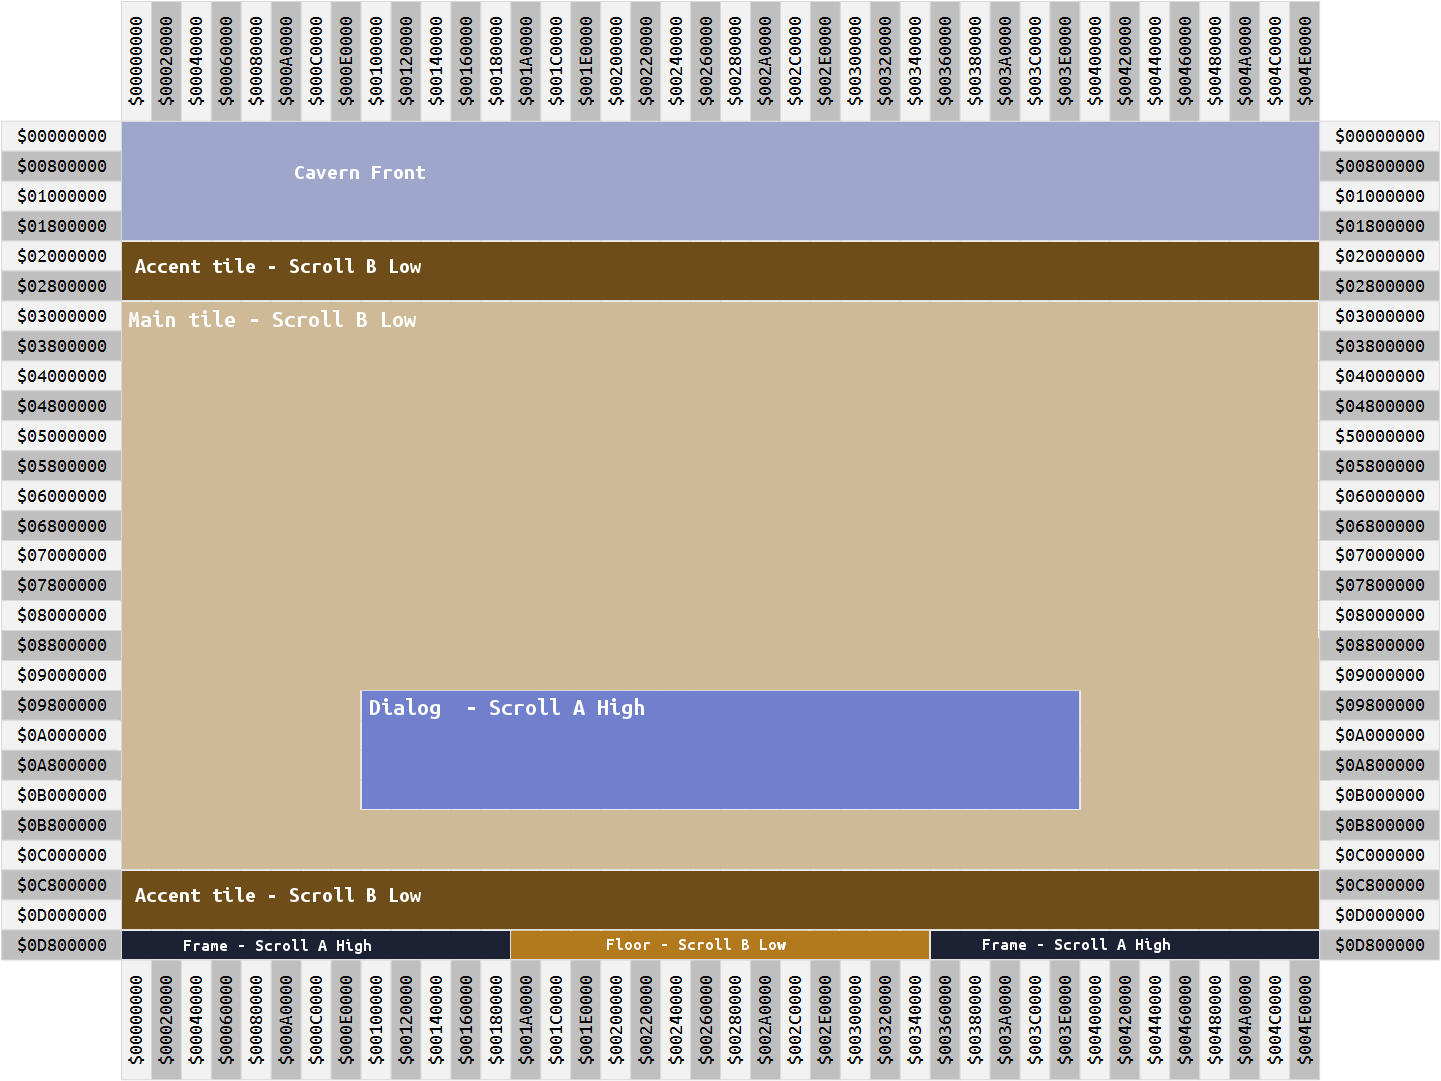 $00000000 $00020000 $00040000 $00060000 $00080000 $000A0000 $000C0000 $000E0000 $00100000 $00120000 $00140000 $00160000 $00180000 $001A0000 $001C0000 $001E0000 $00200000 $00220000 $00240000 $00260000 $00280000 $002A0000 $002C0000 $002E0000 $00300000 $00320000 $00340000 $00360000 $00380000 $003A0000 $003C0000 $003E0000 $00400000 $00420000 $00440000 $00460000 $00480000 $004A0000 $004C0000 $004E0000
$00000000 $00000000
$00800000 Cavern Front $00800000
$01000000 $01000000
$01800000 $01800000
$02000000 Accent tile - Scroll B Low $02000000
$02800000 $02800000
$03000000 Main tile - Scroll B Low $03000000
$03800000 $03800000
$04000000 $04000000
$04800000 $04800000
$05000000 $50000000
$05800000 $05800000
$06000000 $06000000
$06800000 $06800000
$07000000 $07000000
$07800000 $07800000
$08000000 $08000000
$08800000 $08800000
$09000000 $09000000
$09800000 Dialog  - Scroll A High $09800000
$0A000000 $0A000000
$0A800000 $0A800000
$0B000000 $0B000000
$0B800000 $0B800000
$0C000000 $0C000000
$0C800000 Accent tile - Scroll B Low $0C800000
$0D000000 $0D000000
$0D800000 Frame - Scroll A High Floor - Scroll B Low Frame - Scroll A High $0D800000
$00000000 $00020000 $00040000 $00060000 $00080000 $000A0000 $000C0000 $000E0000 $00100000 $00120000 $00140000 $00160000 $00180000 $001A0000 $001C0000 $001E0000 $00200000 $00220000 $00240000 $00260000 $00280000 $002A0000 $002C0000 $002E0000 $00300000 $00320000 $00340000 $00360000 $00380000 $003A0000 $003C0000 $003E0000 $00400000 $00420000 $00440000 $00460000 $00480000 $004A0000 $004C0000 $004E0000